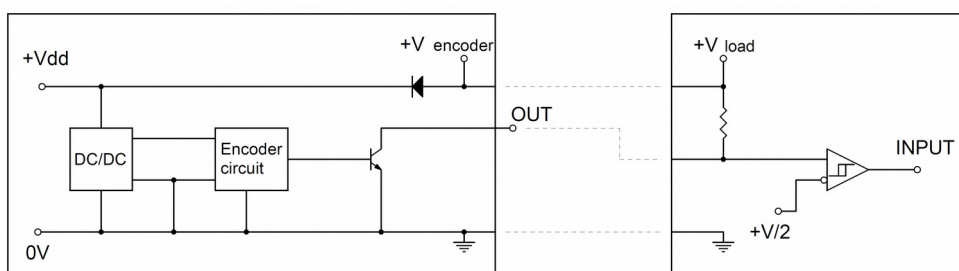 +V encoder
+V load
+Vdd
OUT
DC/DC
Encoder
circuit
INPUT
+V/2
0V